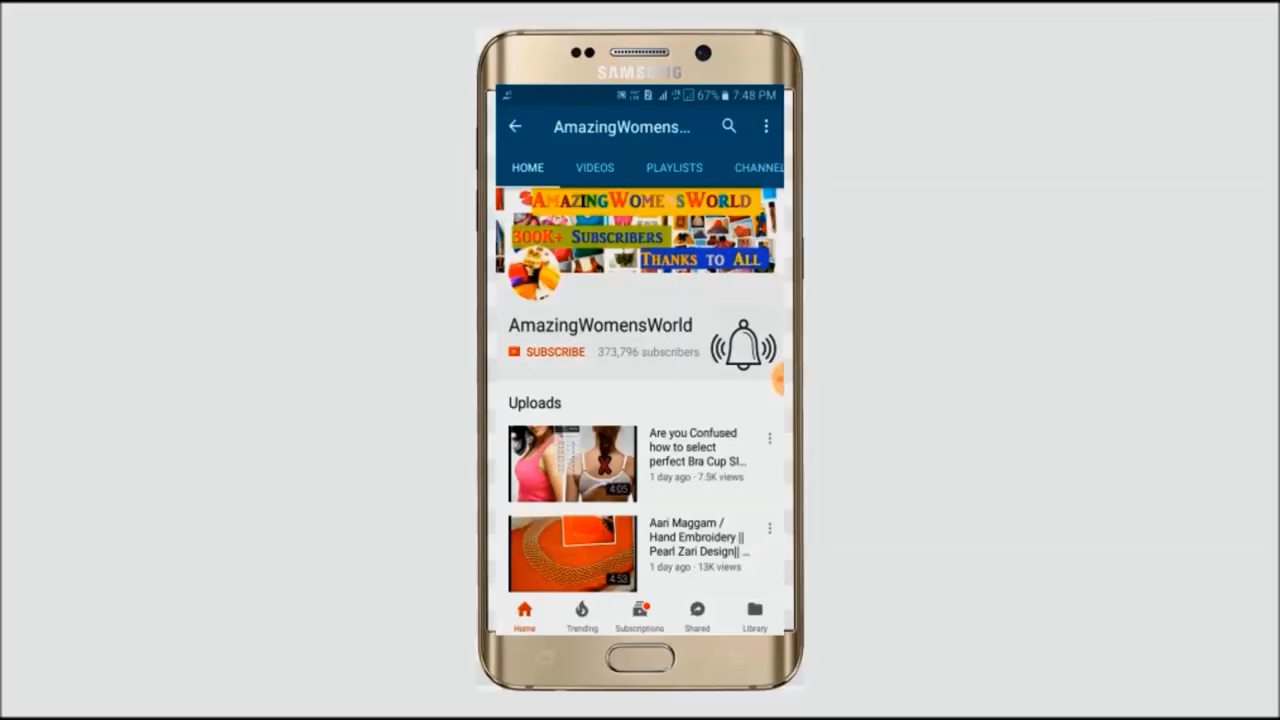 SAMSUNG
67% 7:48 PM
AmazingWomens...
HOME VIDEOS PLAYLISTS CHANNEL
AMAZINGWOMENSWORLD
300K+ SUBSCRIBERS
THANKS TO ALL
AmazingWomensWorld
SUBSCRIBE 373,796 subscribers
Uploads
Are you Confused
how to select
perfect Bra Cup SI...
1 day ago · 7.5K views
4:05
Aari Maggam /
Hand Embroidery ||
Pearl Zari Design|| ...
1 day ago · 13K views
4:53
Home Trending Subscriptions Shared Library